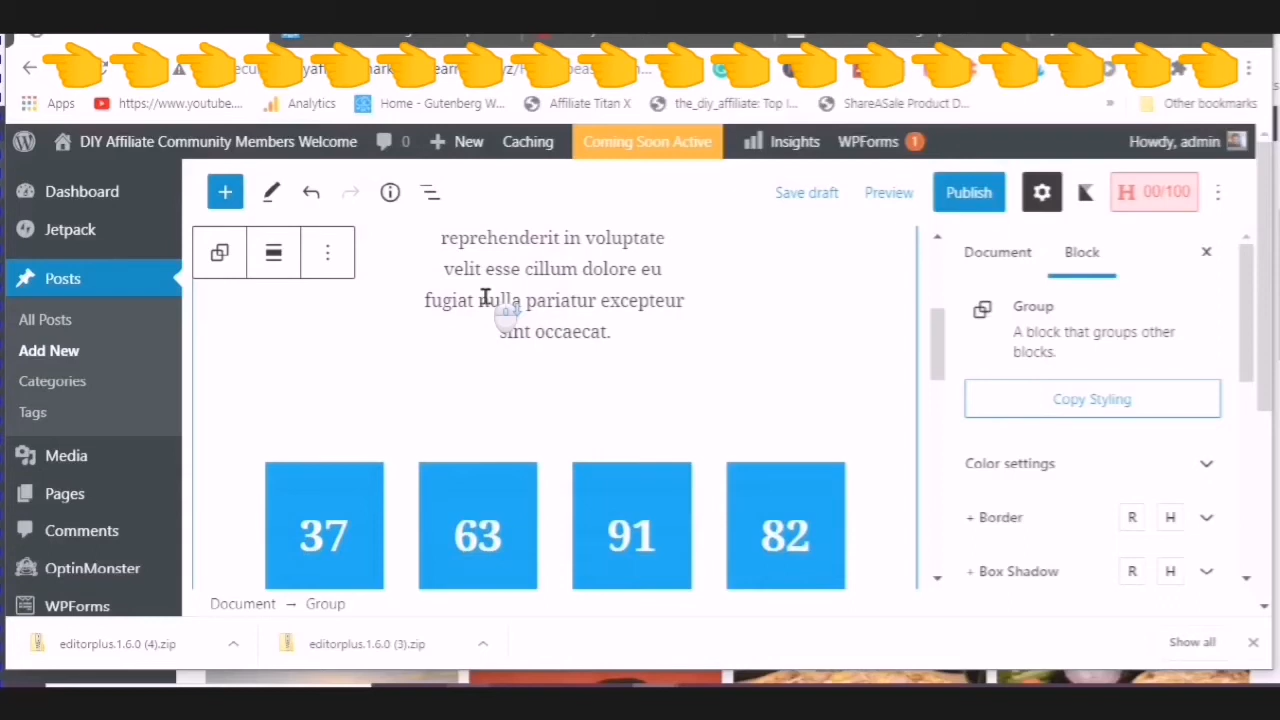 Apps https://www.youtube.... Analytics Home - Gutenberg W... Affiliate Titan X the_diy_affiliate: Top I... ShareASale Product D... » Other bookmarks
DIY Affiliate Community Members Welcome 0 New Caching Coming Soon Active Insights WPForms 1 Howdy, admin
Dashboard
Jetpack
Posts
All Posts
Add New
Categories
Tags
Media
Pages
Comments
OptinMonster
WPForms
Save draft Preview Publish H 00/100
reprehenderit in voluptate
velit esse cillum dolore eu
fugiat nulla pariatur excepteur
sint occaecat.
37 63 91 82
Document → Group
Document Block
Group
A block that groups other
blocks.
Copy Styling
Color settings
+ Border R H
+ Box Shadow R H
editorplus.1.6.0 (4).zip editorplus.1.6.0 (3).zip Show all